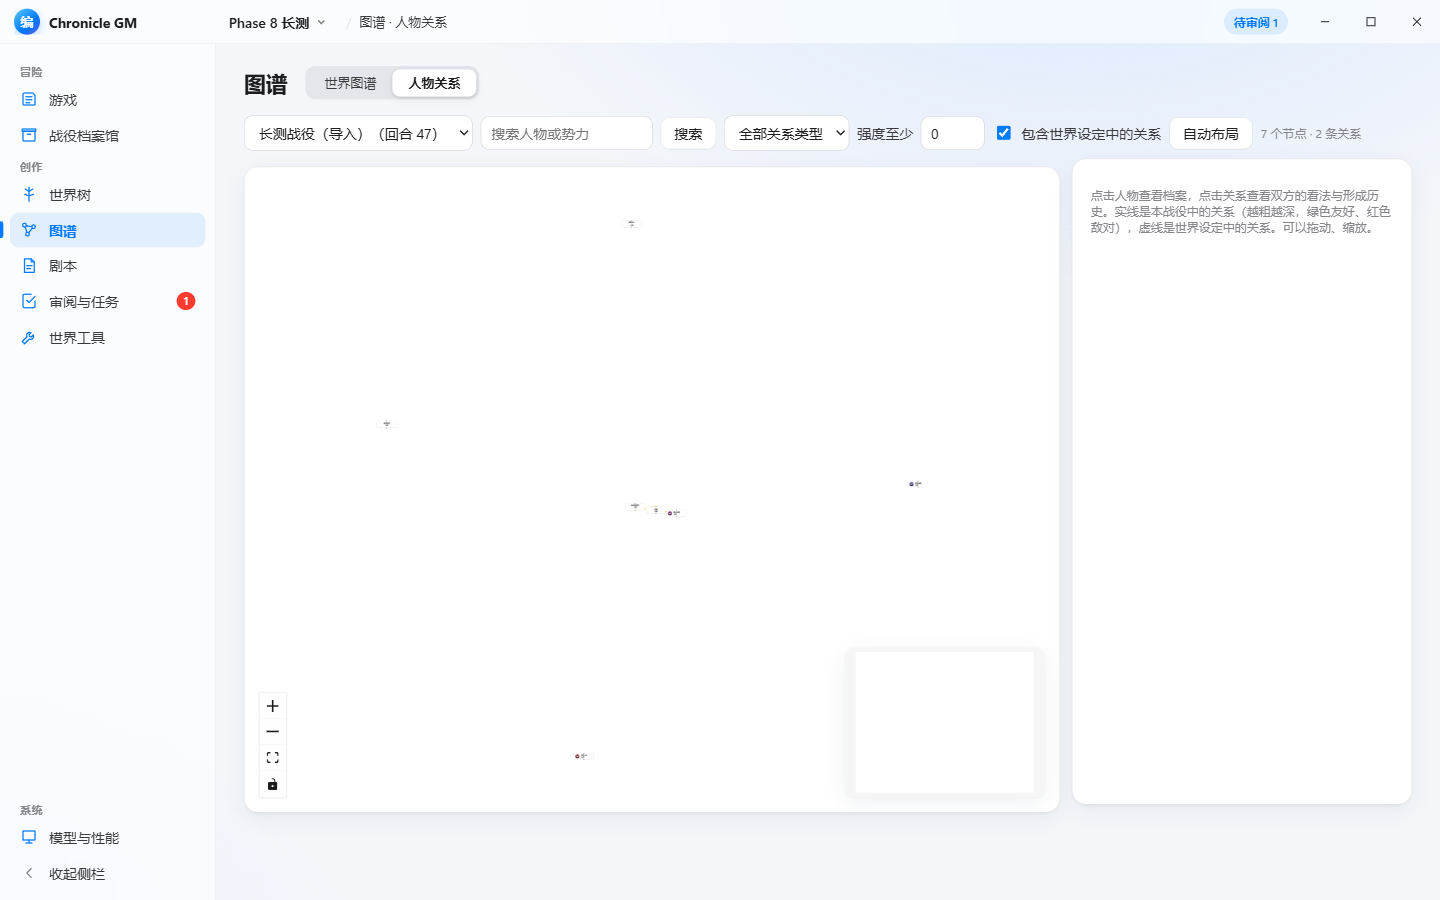 编 Chronicle GM
Phase 8 长测 / 图谱 · 人物关系
待审阅 1
冒险
游戏
战役档案馆
创作
世界树
图谱
剧本
审阅与任务 1
世界工具
系统
模型与性能
收起侧栏
图谱 世界图谱 人物关系
长测战役（导入）（回合 47） 搜索人物或势力 搜索 全部关系类型 强度至少 0 包含世界设定中的关系 自动布局 7 个节点 · 2 条关系
点击人物查看档案，点击关系查看双方的看法与形成历
史。实线是本战役中的关系（越粗越深，绿色友好、红色
敌对），虚线是世界设定中的关系。可以拖动、缩放。